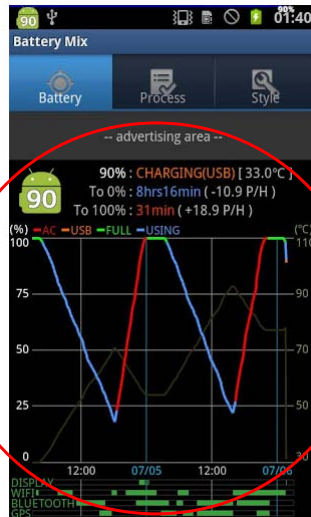 90 90% 01:40
Battery Mix
Battery Process Style
-- advertising area --
90% : CHARGING(USB) [ 33.0℃ ]
90 To 0% : 8hrs16min ( -10.9 P/H )
To 100% : 31min ( +18.9 P/H )
(%) AC USB FULL USING (℃)
100 110
75 90
50 70
25 50
0 30
12:00 07/05 12:00 07/06
DISPLAY
WIFI
BLUETOOTH
GPS